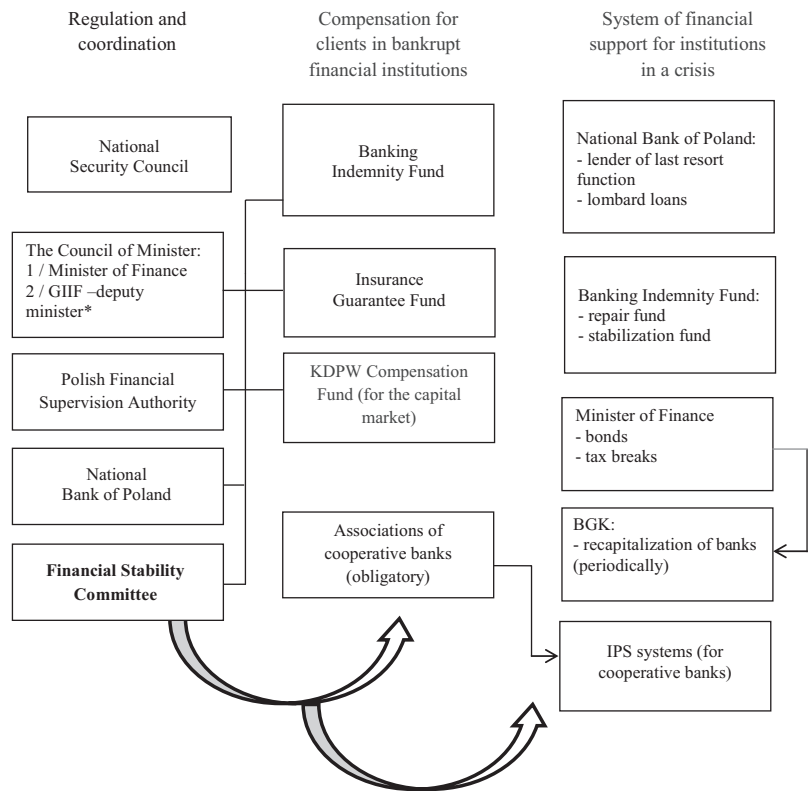 Regulation and
coordination
Compensation for
clients in bankrupt
financial institutions
System of financial
support for institutions
in a crisis
National
Security Council
The Council of Minister:
1 / Minister of Finance
2 / GIIF –deputy
minister*
Polish Financial
Supervision Authority
National
Bank of Poland
Financial Stability
Committee
Banking
Indemnity Fund
Insurance
Guarantee Fund
KDPW Compensation
Fund (for the capital
market)
Associations of
cooperative banks
(obligatory)
National Bank of Poland:
- lender of last resort
function
- lombard loans
Banking Indemnity Fund:
- repair fund
- stabilization fund
Minister of Finance
- bonds
- tax breaks
BGK:
- recapitalization of banks
(periodically)
IPS systems (for
cooperative banks)